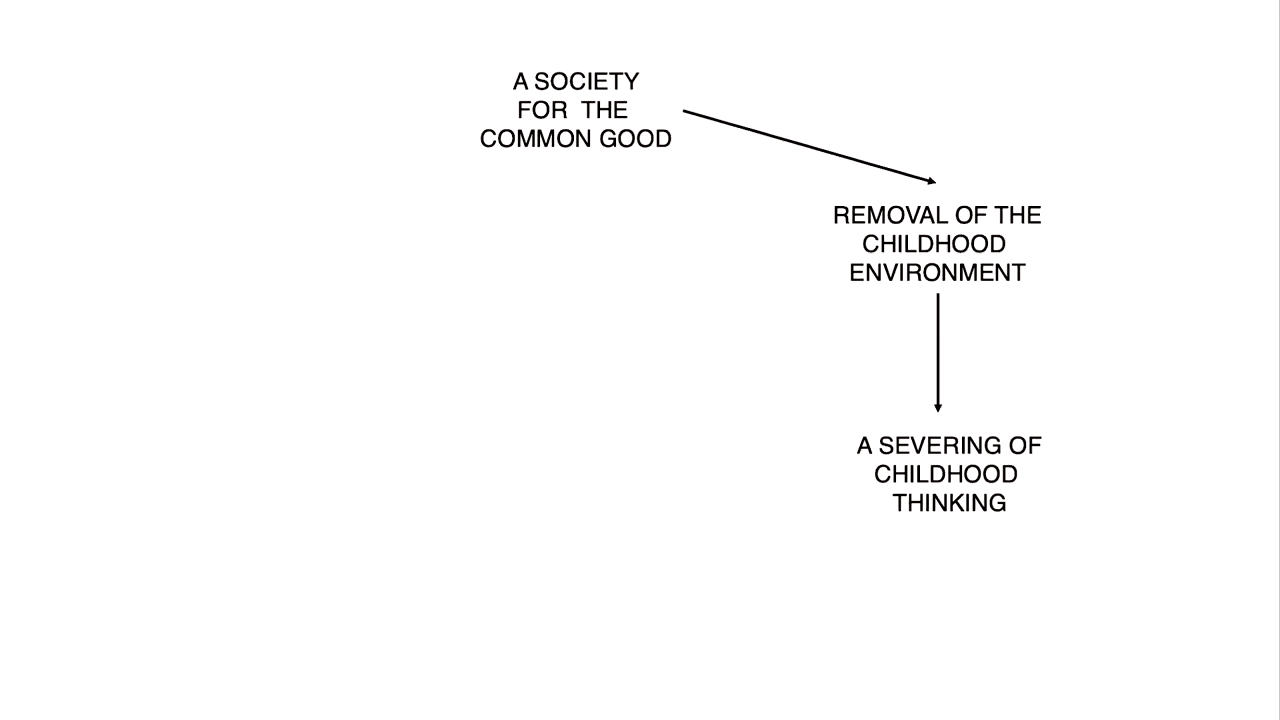 A SOCIETY
FOR THE
COMMON GOOD
REMOVAL OF THE
CHILDHOOD
ENVIRONMENT
A SEVERING OF
CHILDHOOD
THINKING